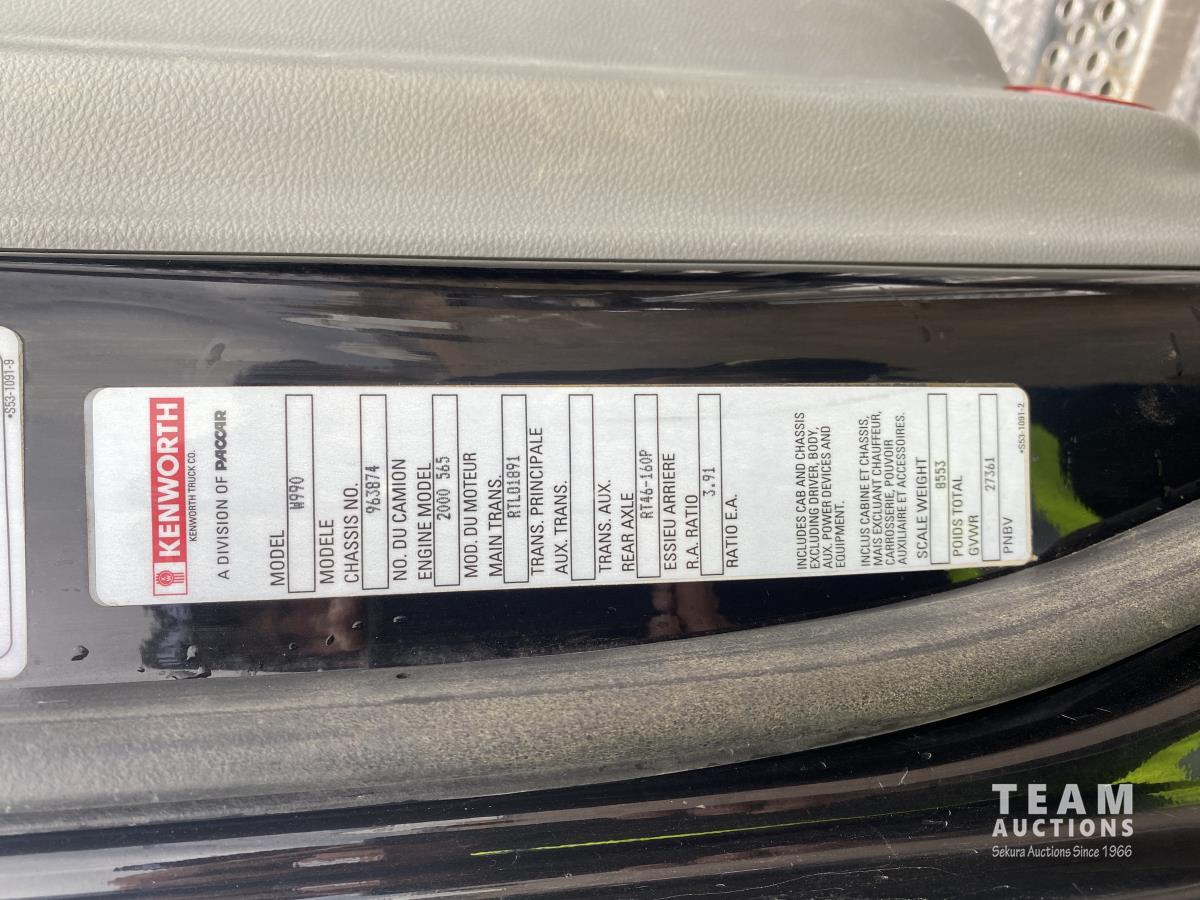 *S53-1091-9
KENWORTH
KENWORTH TRUCK CO.
A DIVISION OF PACCAR
MODEL
W990
MODELE
CHASSIS NO.
963874
NO. DU CAMION
ENGINE MODEL
2000 565
MOD. DU MOTEUR
MAIN TRANS.
RTLO1891
TRANS. PRINCIPALE
AUX. TRANS.
TRANS. AUX.
REAR AXLE
RT46-160P
ESSIEU ARRIERE
R.A. RATIO
3.91
RATIO E.A.
INCLUDES CAB AND CHASSIS
EXCLUDING DRIVER, BODY,
AUX. POWER DEVICES AND
EQUIPMENT.
INCLUS CABINE ET CHASSIS,
MAIS EXCLUANT CHAUFFEUR,
CARROSSERIE, POUVOIR
AUXILIAIRE ET ACCESSOIRES.
SCALE WEIGHT
8553
POIDS TOTAL
GVWR
27361
PNBV
*S53-1091-2
TEAM
AUCTIONS
Sekura Auctions Since 1966